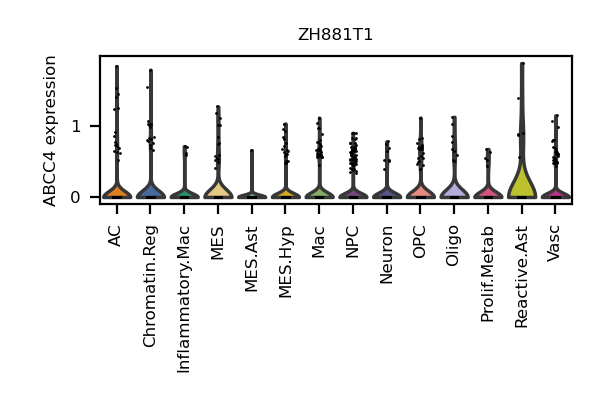 ZH881T1
ABCC4 expression
1
0
AC
Chromatin.Reg
Inflammatory.Mac
MES
MES.Ast
MES.Hyp
Mac
NPC
Neuron
OPC
Oligo
Prolif.Metab
Reactive.Ast
Vasc